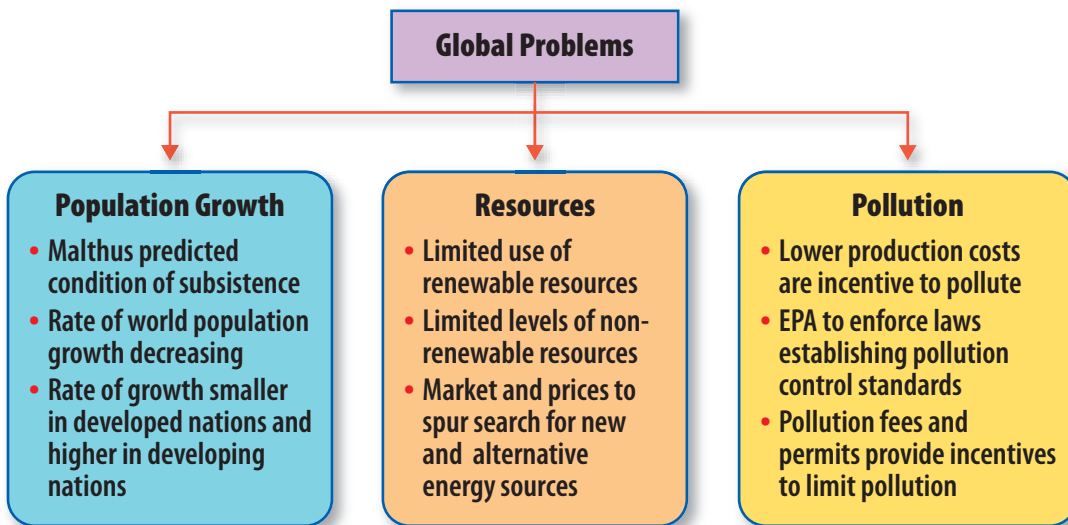 Global Problems
Population Growth
• Malthus predicted
condition of subsistence
• Rate of world population
growth decreasing
• Rate of growth smaller
in developed nations and
higher in developing
nations
Resources
• Limited use of
renewable resources
• Limited levels of non-
renewable resources
• Market and prices to
spur search for new
and alternative
energy sources
Pollution
• Lower production costs
are incentive to pollute
• EPA to enforce laws
establishing pollution
control standards
• Pollution fees and
permits provide incentives
to limit pollution